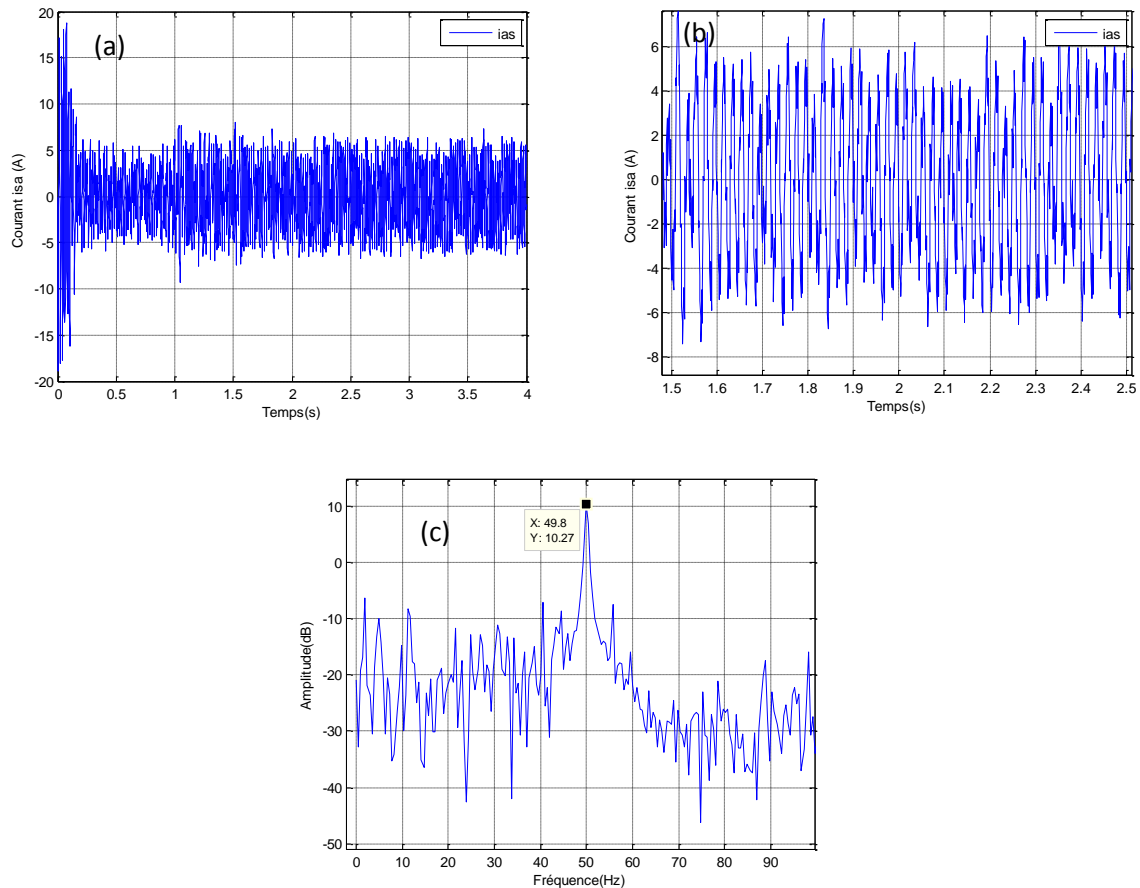 (a)
ias
Courant isa (A)
20
15
10
5
0
-5
-10
-15
-20
0 0.5 1 1.5 2 2.5 3 3.5 4
Temps(s)
(b)
ias
Courant isa (A)
6
4
2
0
-2
-4
-6
-8
1.5 1.6 1.7 1.8 1.9 2 2.1 2.2 2.3 2.4 2.5
Temps(s)
(c)
X: 49.8
Y: 10.27
Amplitude(dB)
10
0
-10
-20
-30
-40
-50
0 10 20 30 40 50 60 70 80 90
Fréquence(Hz)